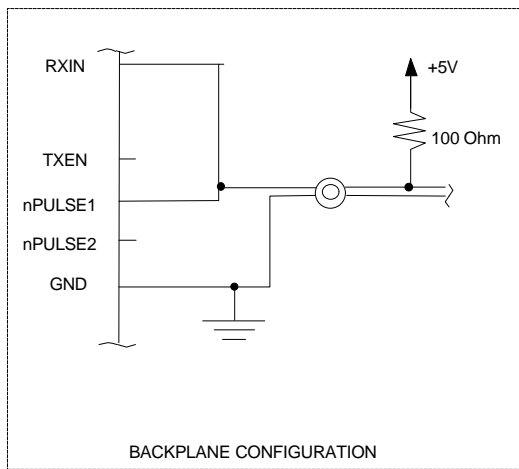 RXIN
+5V
100 Ohm
TXEN
nPULSE1
nPULSE2
GND
BACKPLANE CONFIGURATION